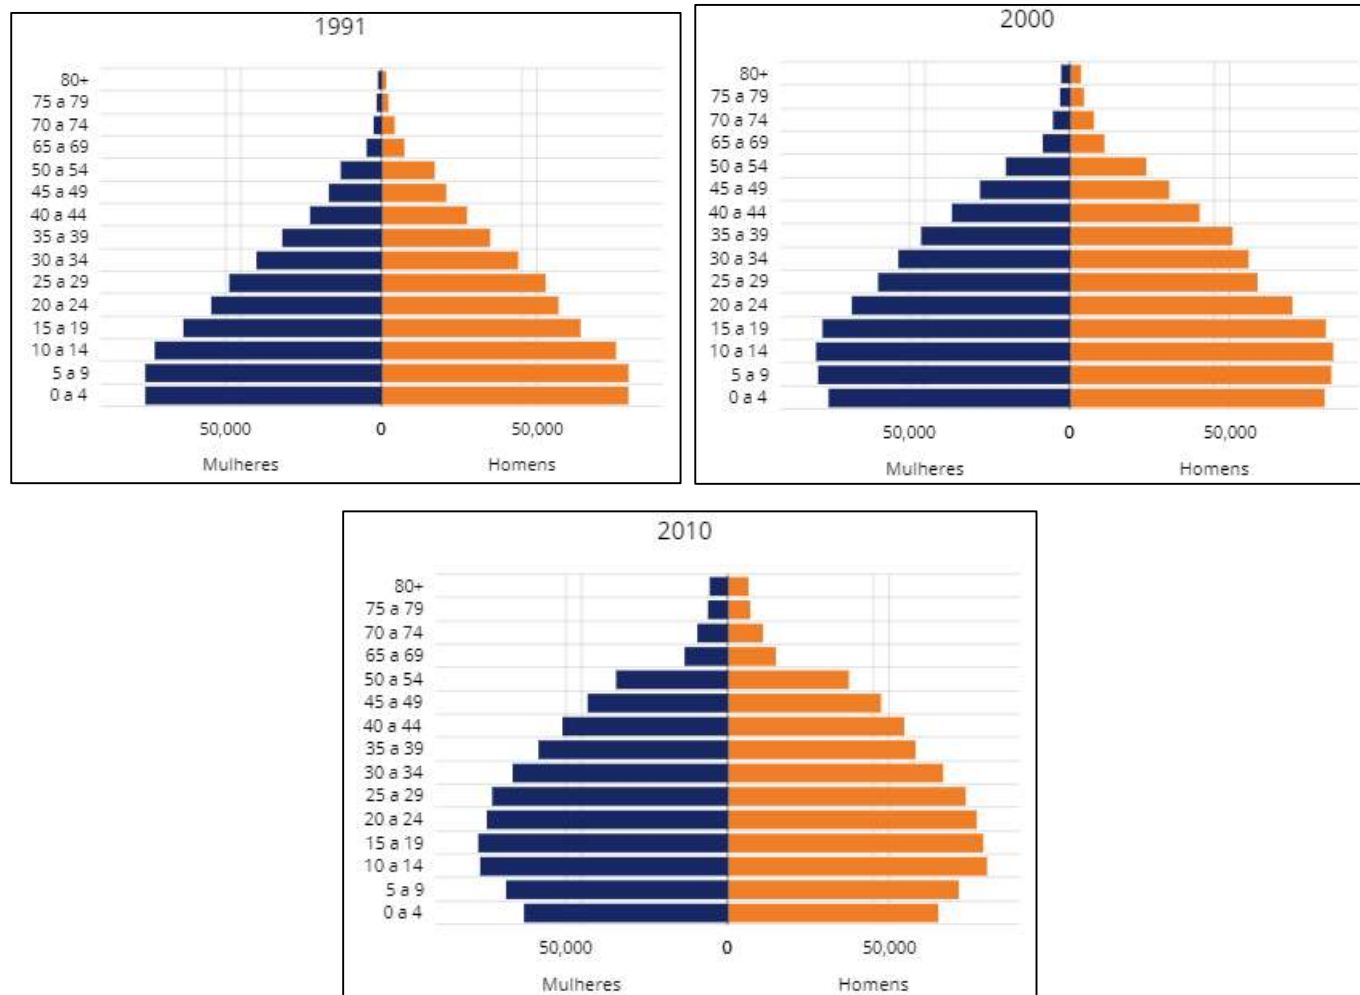 1991
80+
75 a 79
70 a 74
65 a 69
50 a 54
45 a 49
40 a 44
35 a 39
30 a 34
25 a 29
20 a 24
15 a 19
10 a 14
5 a 9
0 a 4
50,000 0 50,000
Mulheres Homens
2000
80+
75 a 79
70 a 74
65 a 69
50 a 54
45 a 49
40 a 44
35 a 39
30 a 34
25 a 29
20 a 24
15 a 19
10 a 14
5 a 9
0 a 4
50,000 0 50,000
Mulheres Homens
2010
80+
75 a 79
70 a 74
65 a 69
50 a 54
45 a 49
40 a 44
35 a 39
30 a 34
25 a 29
20 a 24
15 a 19
10 a 14
5 a 9
0 a 4
50,000 0 50,000
Mulheres Homens